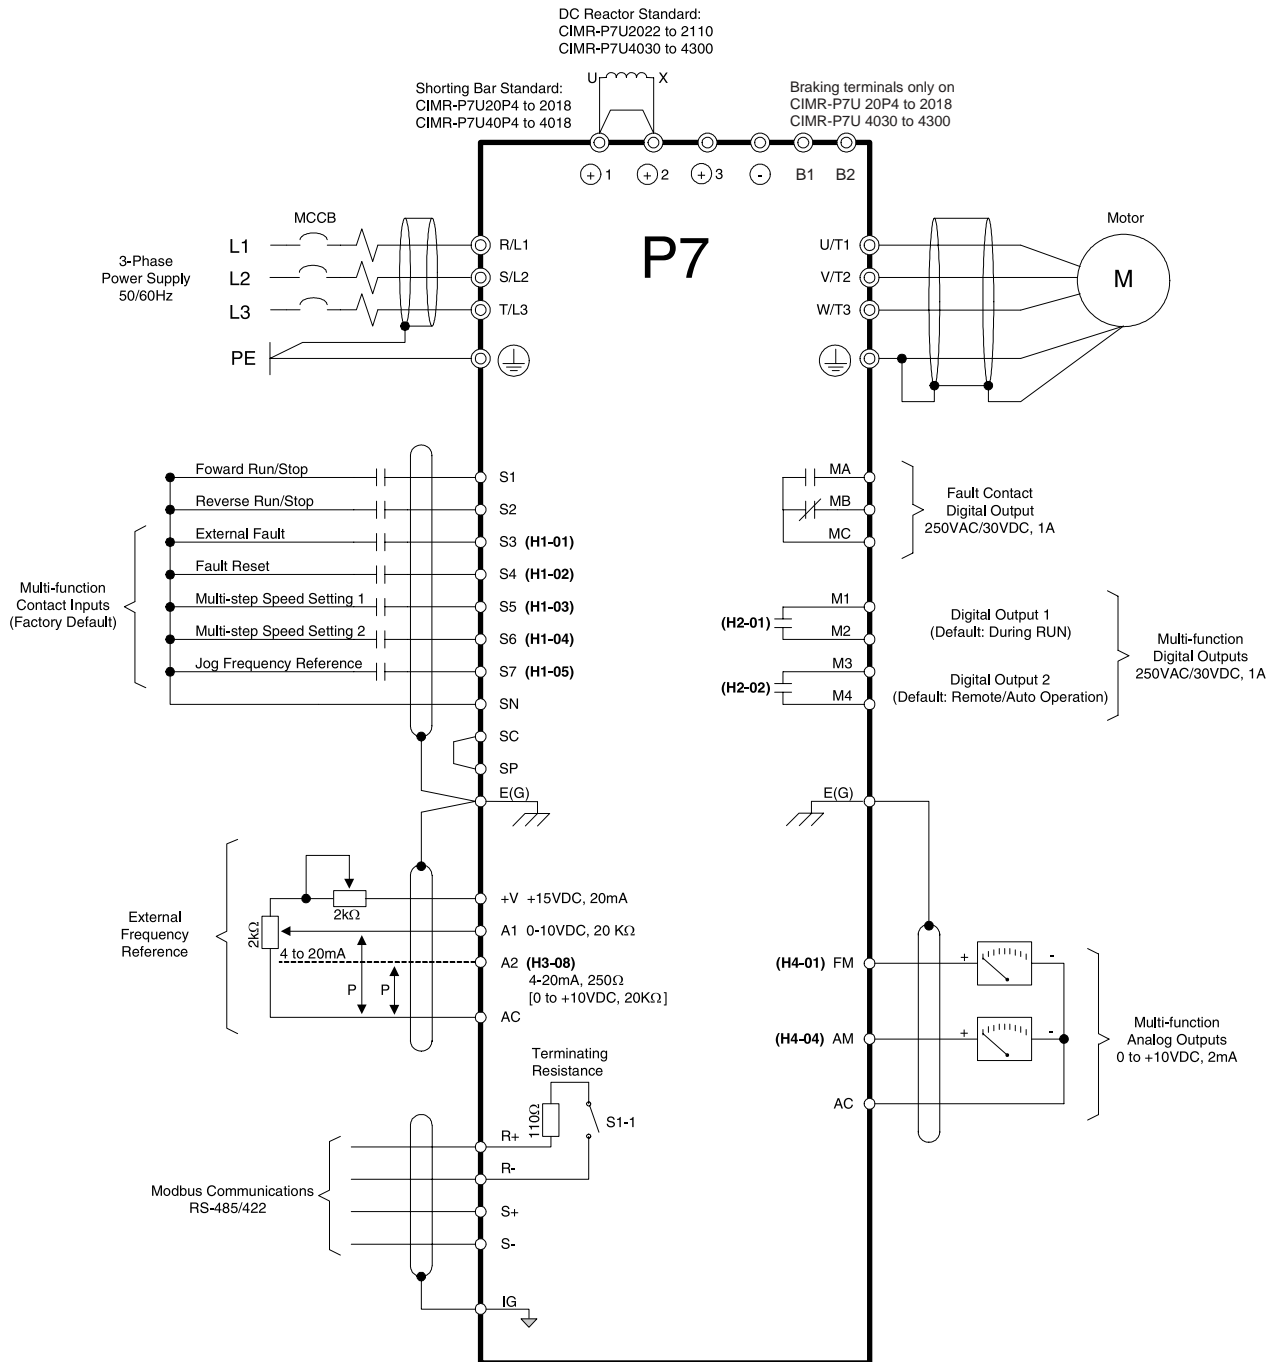 DC Reactor Standard:
CIMR-P7U2022 to 2110
CIMR-P7U4030 to 4300
U
X
Shorting Bar Standard:
CIMR-P7U20P4 to 2018
CIMR-P7U40P4 to 4018
Braking terminals only on
CIMR-P7U 20P4 to 2018
CIMR-P7U 4030 to 4300
+ 1
+ 2
+ 3
-
B1
B2
P7
MCCB
3-Phase
Power Supply
50/60Hz
L1
L2
L3
PE
R/L1
S/L2
T/L3
U/T1
V/T2
W/T3
Motor
M
Multi-function
Contact Inputs
(Factory Default)
Foward Run/Stop
S1
Reverse Run/Stop
S2
External Fault
S3 (H1-01)
Fault Reset
S4 (H1-02)
Multi-step Speed Setting 1
S5 (H1-03)
Multi-step Speed Setting 2
S6 (H1-04)
Jog Frequency Reference
S7 (H1-05)
SN
SC
SP
E(G)
MA
MB
MC
Fault Contact
Digital Output
250VAC/30VDC, 1A
(H2-01)
M1
M2
Digital Output 1
(Default: During RUN)
(H2-02)
M3
M4
Digital Output 2
(Default: Remote/Auto Operation)
Multi-function
Digital Outputs
250VAC/30VDC, 1A
E(G)
External
Frequency
Reference
2kΩ
2kΩ
4 to 20mA
P
P
+V +15VDC, 20mA
A1 0-10VDC, 20 KΩ
A2 (H3-08)
4-20mA, 250Ω
[0 to +10VDC, 20KΩ ]
AC
(H4-01) FM
+
-
(H4-04) AM
+
-
AC
Multi-function
Analog Outputs
0 to +10VDC, 2mA
Terminating
Resistance
110Ω
S1-1
Modbus Communications
RS-485/422
R+
R-
S+
S-
IG